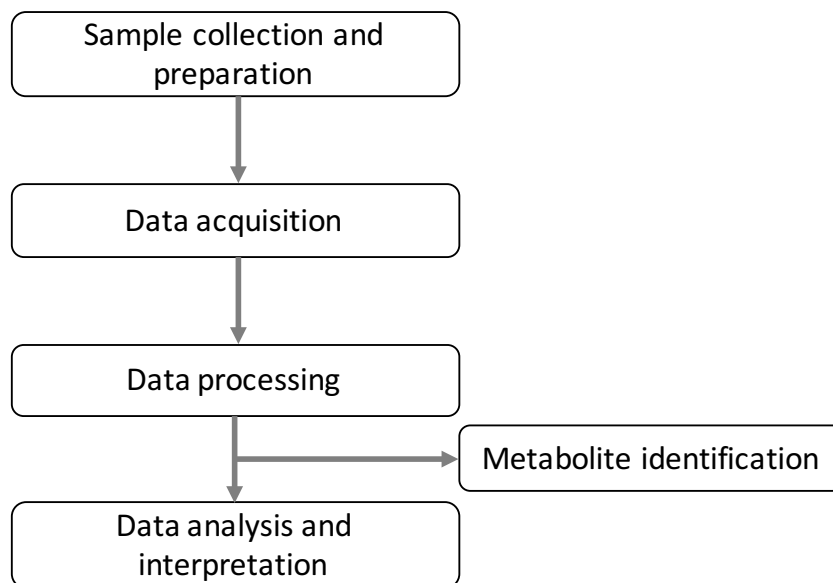 Sample collection and
preparation
Data acquisition
Data processing
Metabolite identification
Data analysis and
interpretation